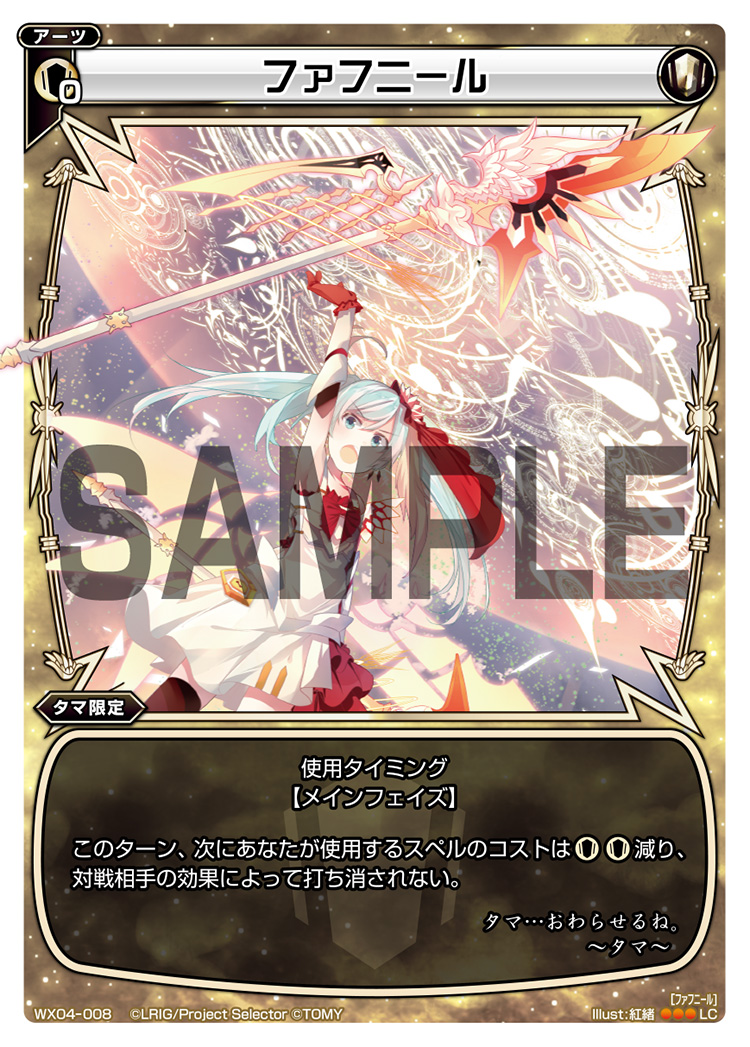 アーツ
0
ファフニール
SAMPLE
タマ限定
使用タイミング
【メインフェイズ】
このターン、次にあなたが使用するスペルのコストは減り、
対戦相手の効果によって打ち消されない。
タマ…おわらせるね。
～タマ～
[ファフニール]
WX04-008 ©LRIG/Project Selector ©TOMY Illust:紅緒 LC